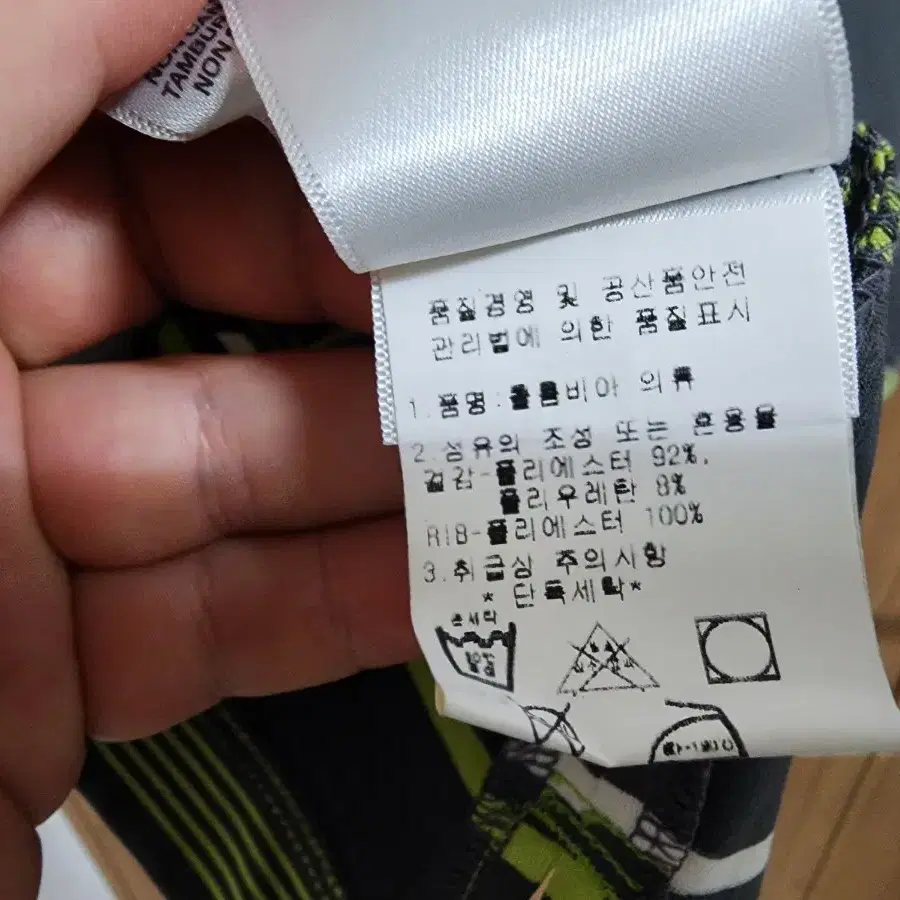 TAMBUR
NON
품질경영 및 공산품안전
관리법에 의한 품질표시
1.품명:콜롬비아 의류
2.섬유의 조성 또는 혼용률
겉감-폴리에스터 92%,
폴리우레탄 8%
RIB-폴리에스터 100%
3.취급상 주의사항
*단독세탁*
손세탁